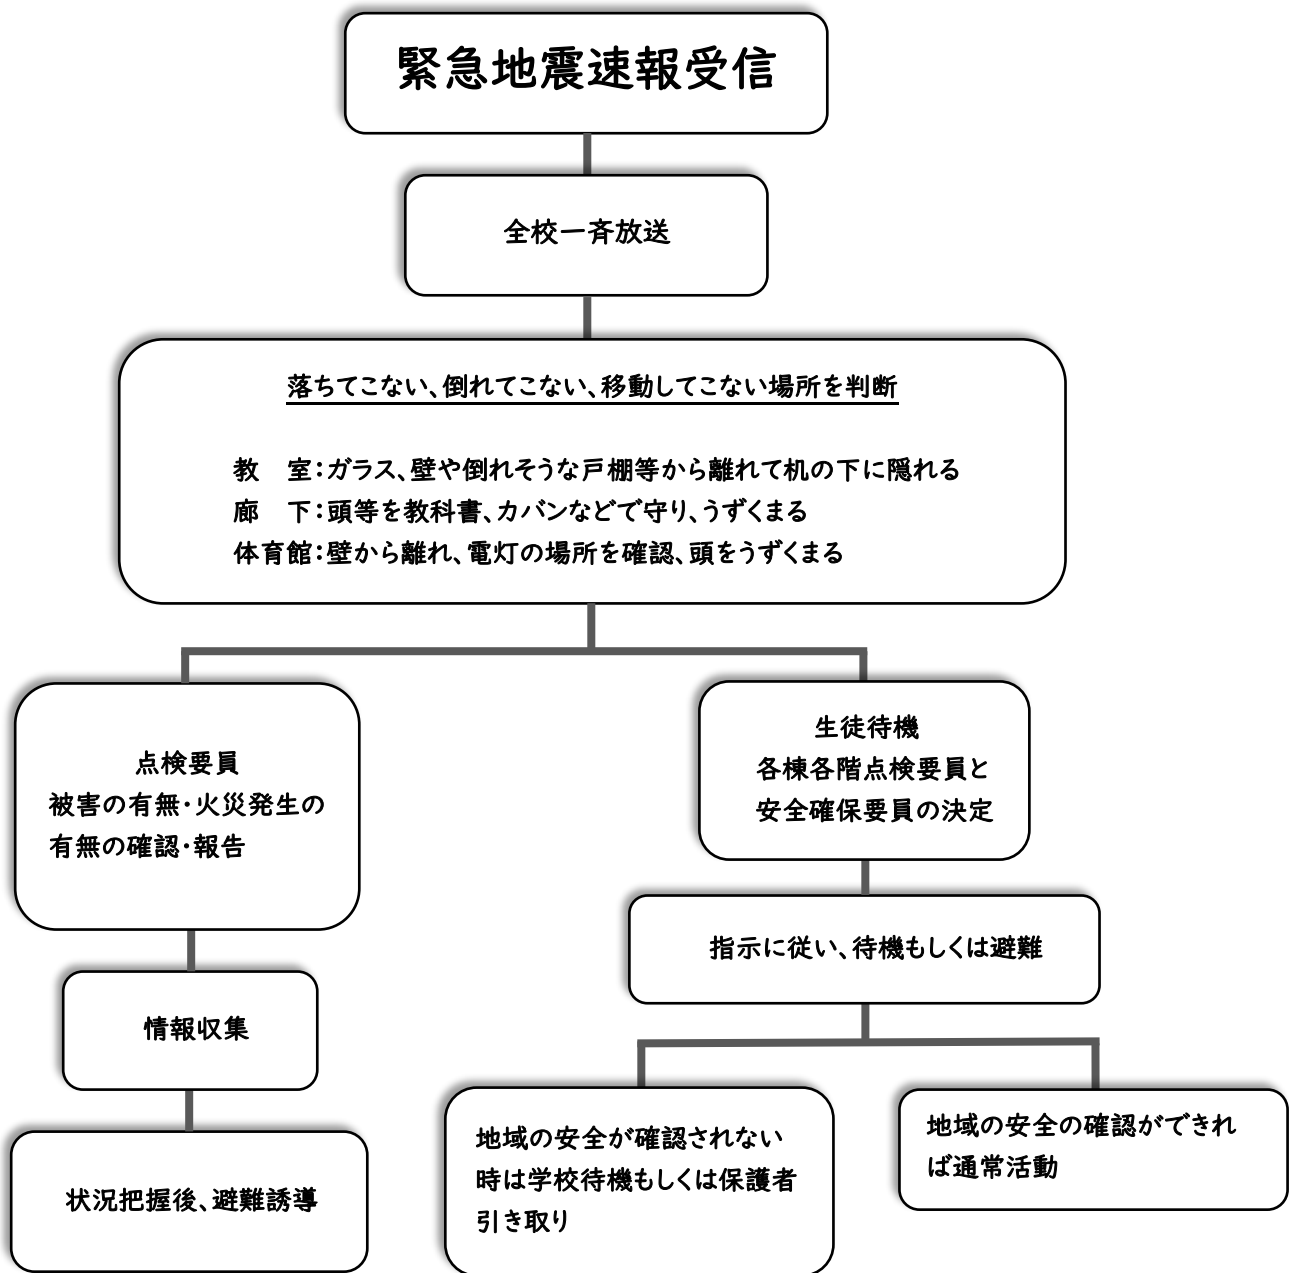 緊急地震速報受信
全校一斉放送
落ちてこない、倒れてこない、移動してこない場所を判断
教　室：ガラス、壁や倒れそうな戸棚等から離れて机の下に隠れる
廊　下：頭等を教科書、カバンなどで守り、うずくまる
体育館：壁から離れ、電灯の場所を確認、頭をうずくまる
点検要員
被害の有無・火災発生の
有無の確認・報告
情報収集
状況把握後、避難誘導
生徒待機
各棟各階点検要員と
安全確保要員の決定
指示に従い、待機もしくは避難
地域の安全が確認されない
時は学校待機もしくは保護者
引き取り
地域の安全の確認ができれ
ば通常活動